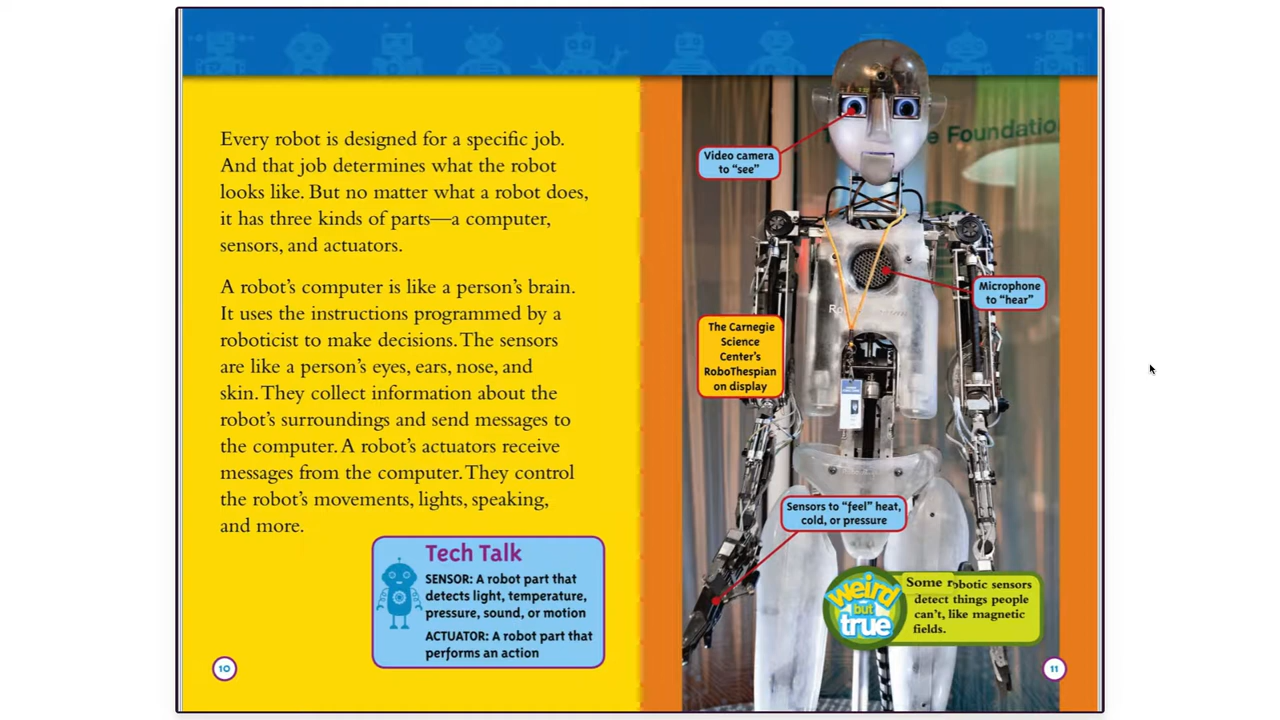 Every robot is designed for a specific job.
And that job determines what the robot
looks like. But no matter what a robot does,
it has three kinds of parts—a computer,
sensors, and actuators.
A robot's computer is like a person's brain.
It uses the instructions programmed by a
roboticist to make decisions. The sensors
are like a person's eyes, ears, nose, and
skin. They collect information about the
robot's surroundings and send messages to
the computer. A robot's actuators receive
messages from the computer. They control
the robot's movements, lights, speaking,
and more.
Tech Talk
SENSOR: A robot part that
detects light, temperature,
pressure, sound, or motion
ACTUATOR: A robot part that
performs an action
10
Foundation
Video camera
to “see”
Microphone
to “hear”
The Carnegie
Science
Center's
RoboThespian
on display
Sensors to “feel” heat,
cold, or pressure
weird
but
true
Some robotic sensors
detect things people
can't, like magnetic
fields.
11